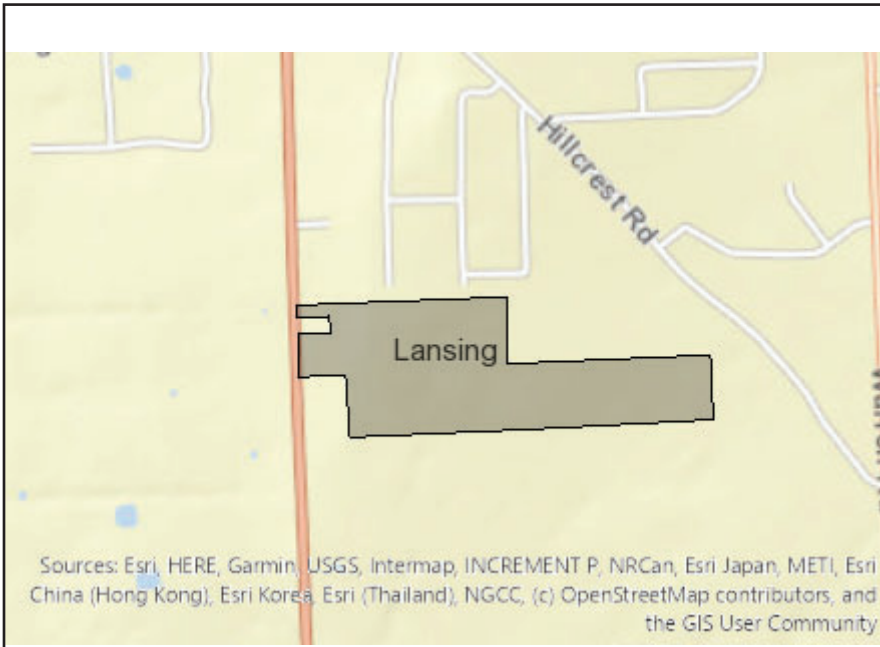 Hillcrest Rd
Lansing
Sources: Esri, HERE, Garmin, USGS, Intermap, INCREMENT P, NRCan, Esri Japan, METI, Esri
China (Hong Kong), Esri Korea, Esri (Thailand), NGCC, (c) OpenStreetMap contributors, and
the GIS User Community